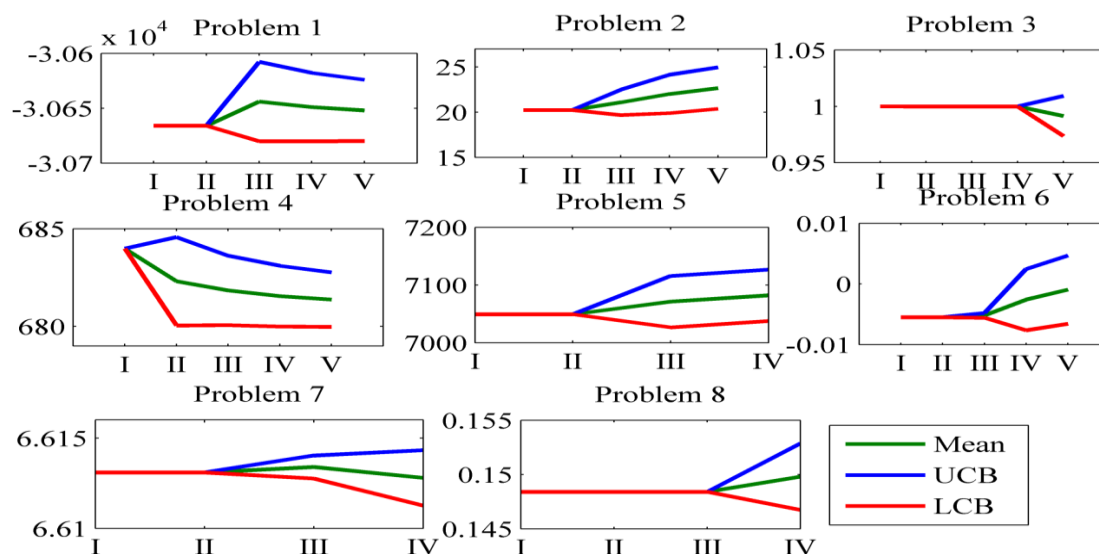 Problem 1
x 10^4
-3.06
-3.065
-3.07
I II III IV V
Problem 2
25
20
15
I II III IV V
Problem 3
1.05
1
0.95
I II III IV V
Problem 4
685
680
I II III IV V
Problem 5
7200
7100
7000
I II III IV
Problem 6
0.01
0
-0.01
I II III IV V
Problem 7
6.615
6.61
I II III IV
Problem 8
0.155
0.15
0.145
I II III IV
Mean
UCB
LCB